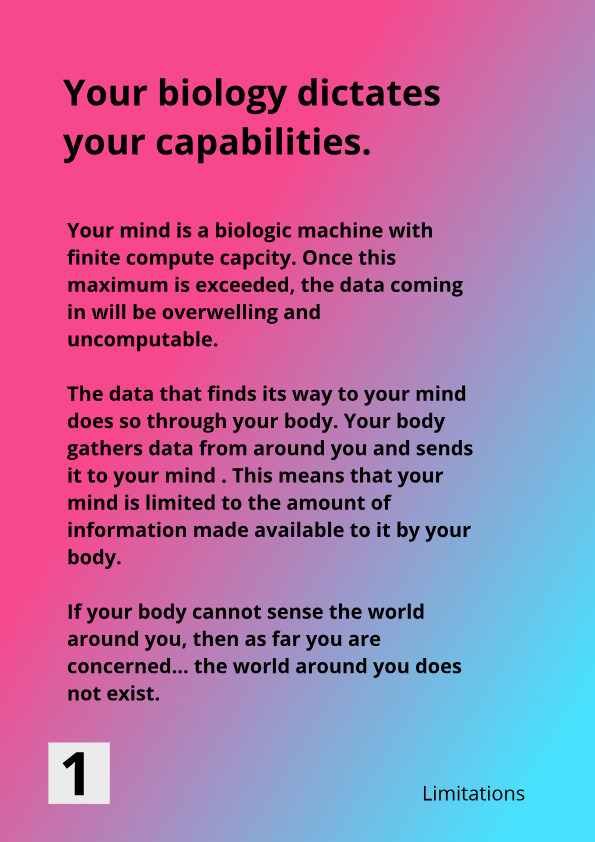 Your biology dictates
your capabilities.
Your mind is a biologic machine with
finite compute capcity. Once this
maximum is exceeded, the data coming
in will be overwelling and
uncomputable.
The data that finds its way to your mind
does so through your body. Your body
gathers data from around you and sends
it to your mind . This means that your
mind is limited to the amount of
information made available to it by your
body.
If your body cannot sense the world
around you, then as far you are
concerned... the world around you does
not exist.
1
Limitations